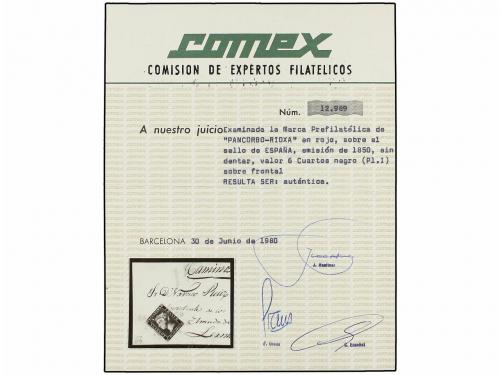 comex
COMISION DE EXPERTOS FILATELICOS
Núm. 12.989
A nuestro juicio Examinada la Marca Prefilatélica de
"PANCORBO-RIOXA" en rojo, sobre el
sello de ESPAÑA, emisión de 1850, sin
dentar, valor 6 Cuartos negro (Pl.I)
sobre frontal
RESULTA SER: auténtica.
BARCELONA 30 de Junio de 1980